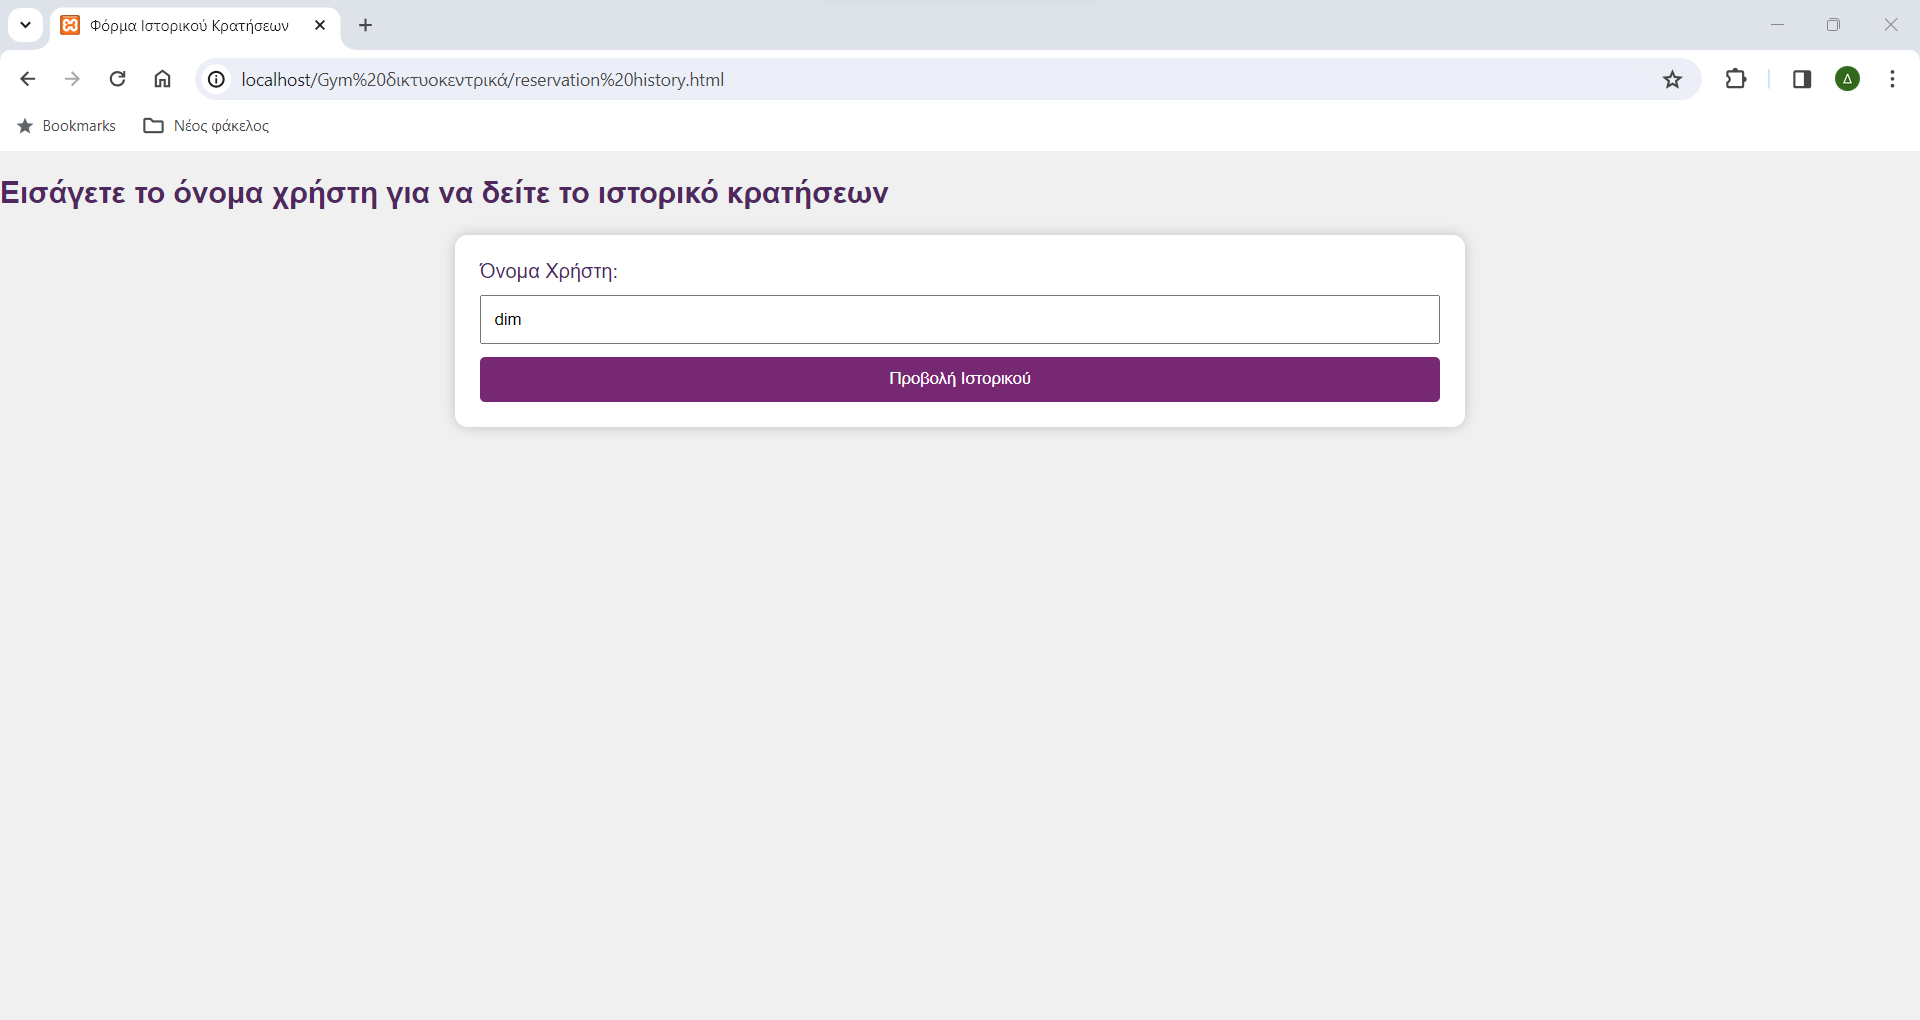 Φόρμα Ιστορικού Κρατήσεων
localhost/Gym%20δικτυοκεντρικά/reservation%20history.html
Δ
Bookmarks
Νέος φάκελος
Εισάγετε το όνομα χρήστη για να δείτε το ιστορικό κρατήσεων
Όνομα Χρήστη:
dim
Προβολή Ιστορικού